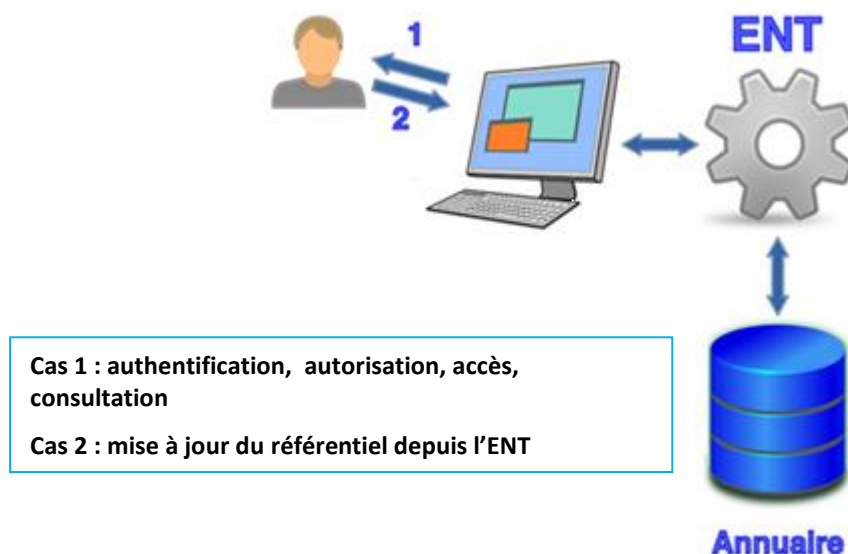 1
ENT
2
Cas 1 : authentification, autorisation, accès,
consultation
Cas 2 : mise à jour du référentiel depuis l'ENT
Annuaire